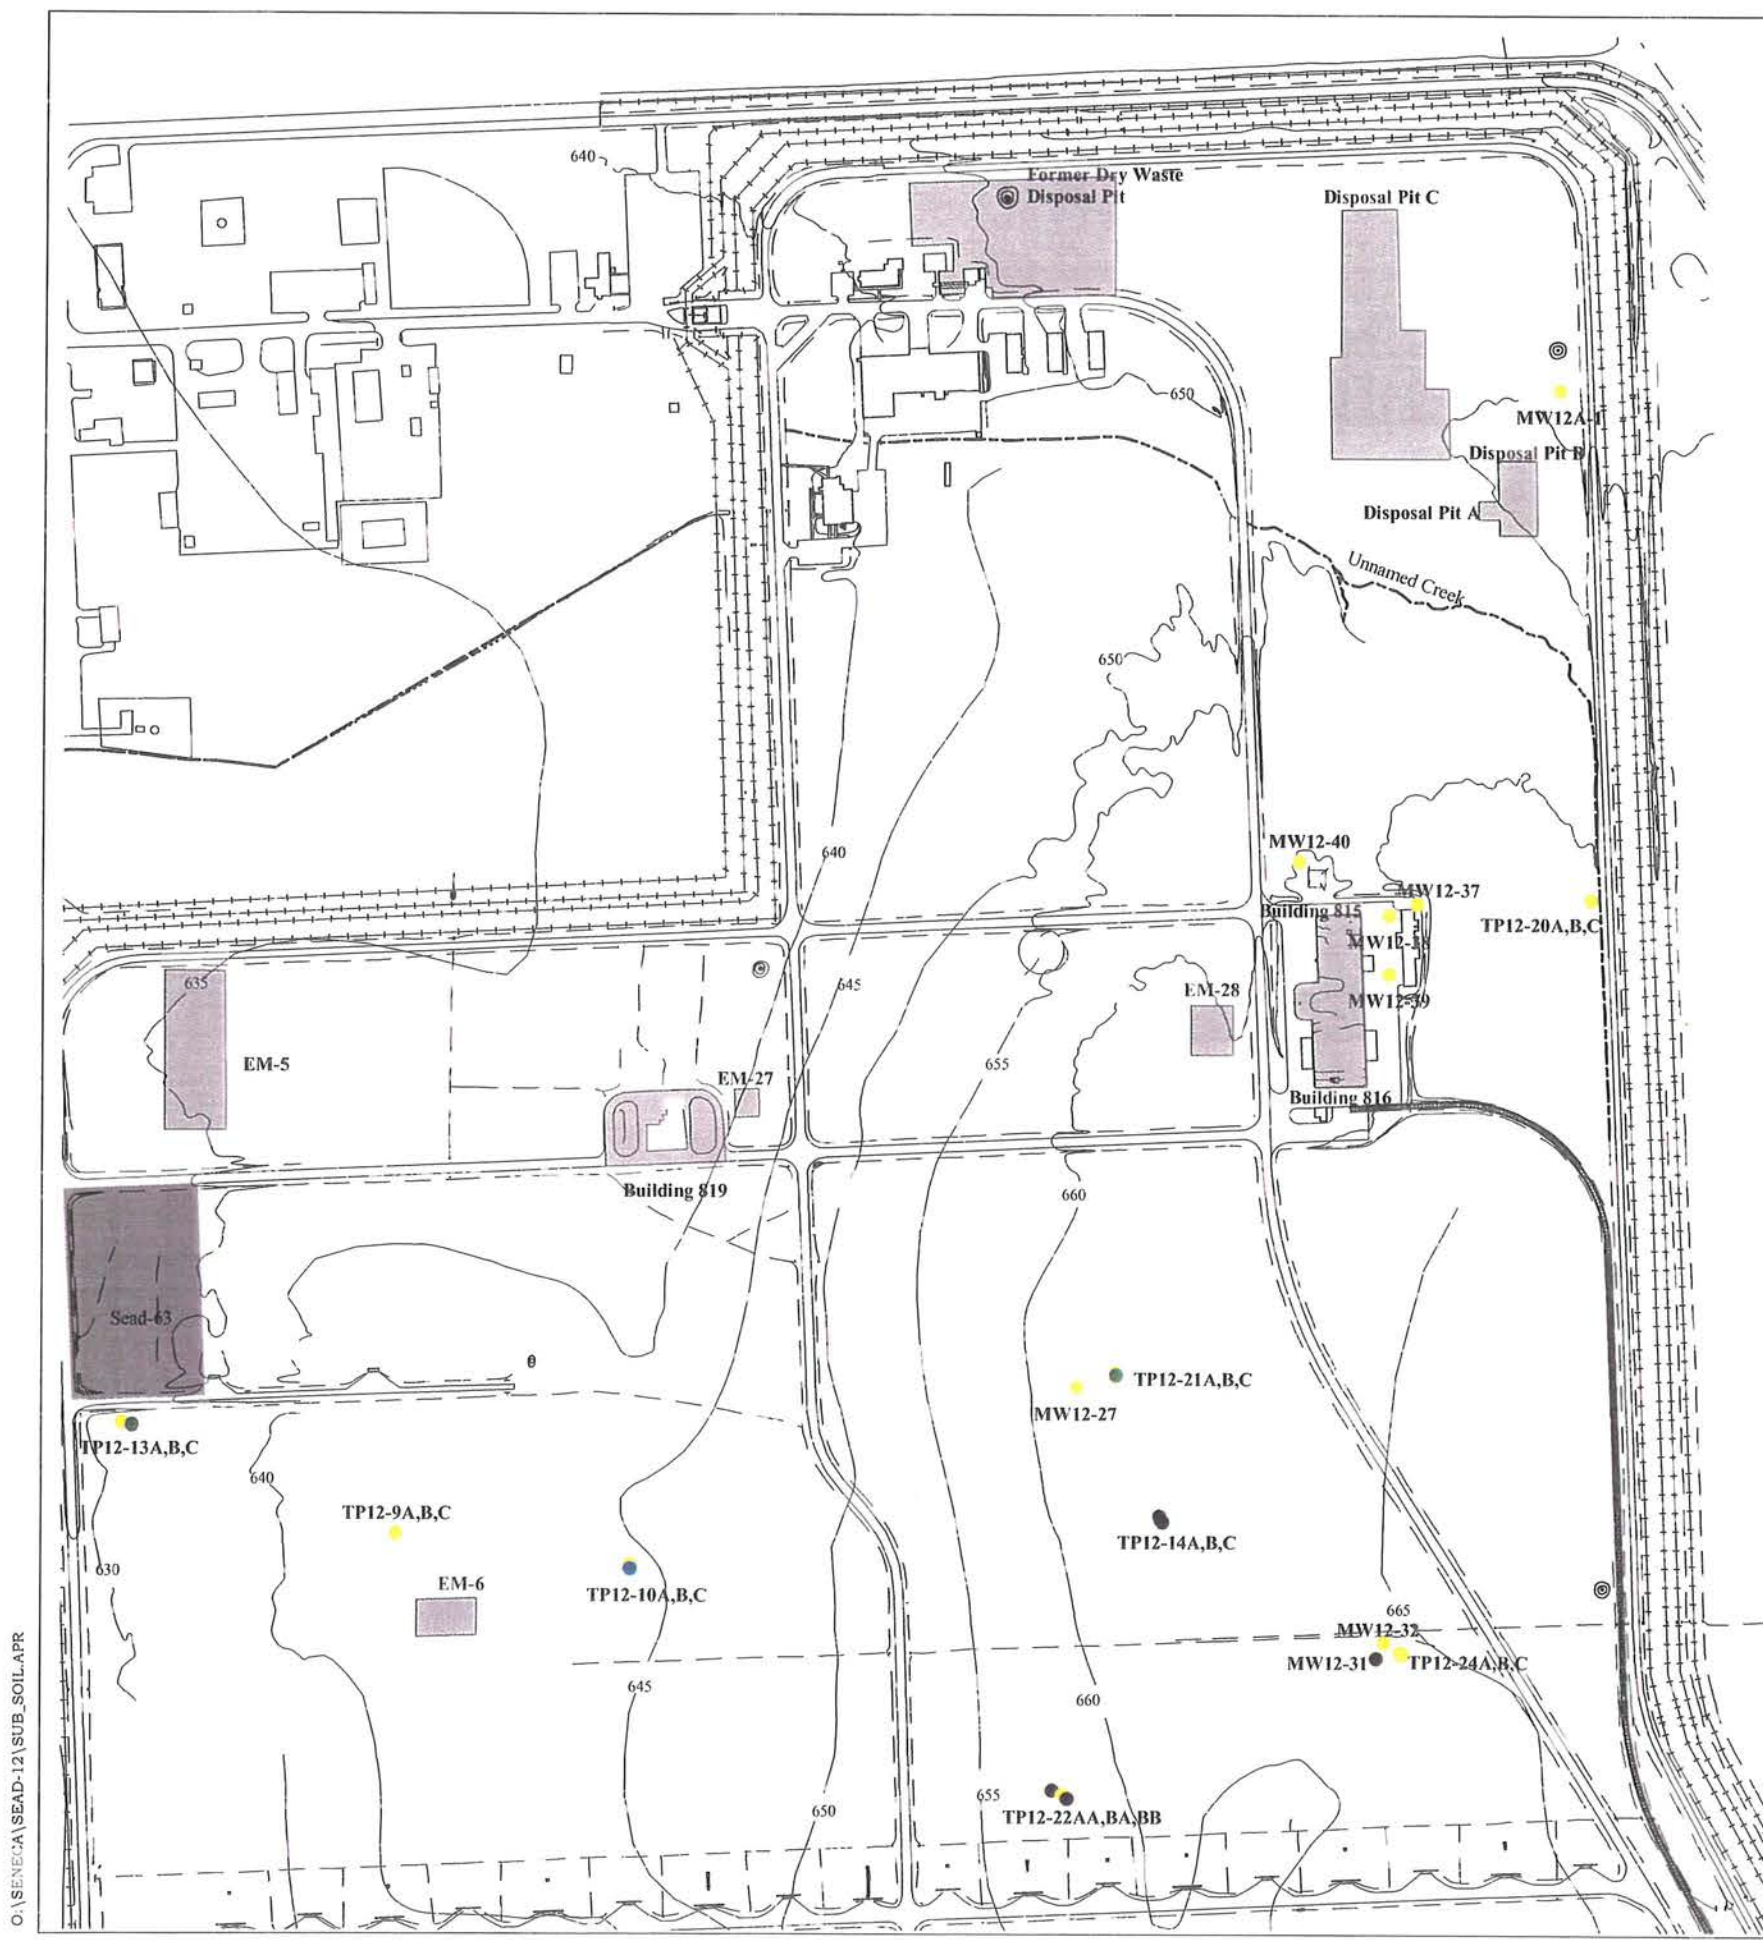 640
Former Dry Waste
Disposal Pit
Disposal Pit C
650
MW12A-1
Disposal Pit B
Disposal Pit A
Unnamed Creek
650
640
MW12-40
MW12-37
Building 815
MW12-38
TP12-20A,B,C
635
645
EM-28
MW12-39
EM-5
655
EM-27
Building 816
Building 819
660
Sead-63
TP12-21A,B,C
MW12-27
TP12-13A,B,C
640
TP12-9A,B,C
TP12-14A,B,C
630
EM-6
TP12-10A,B,C
665
MW12-32
MW12-31
TP12-24A,B,C
645
660
655
650
TP12-22AA,BA,BB
O:\SENECA\SEAD-12\SUB_SOIL.APR